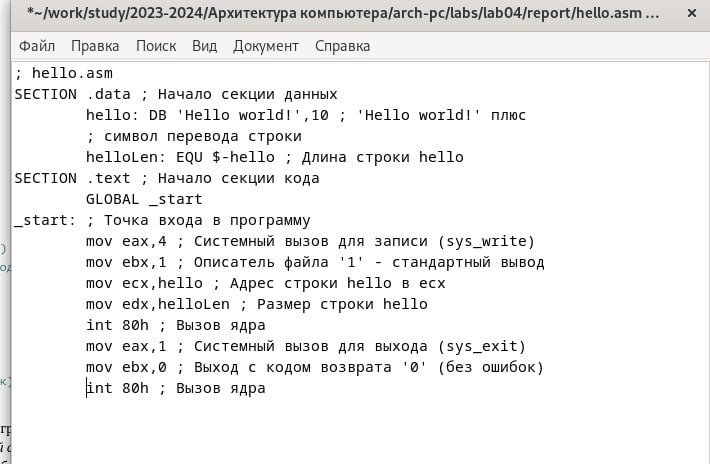 *~/work/study/2023-2024/Архитектура компьютера/arch-pc/labs/lab04/report/hello.asm ...
Файл Правка Поиск Вид Документ Справка
; hello.asm
SECTION .data ; Начало секции данных
hello: DB 'Hello world!',10 ; 'Hello world!' плюс
; символ перевода строки
helloLen: EQU $-hello ; Длина строки hello
SECTION .text ; Начало секции кода
GLOBAL _start
_start: ; Точка входа в программу
mov eax,4 ; Системный вызов для записи (sys_write)
mov ebx,1 ; Описатель файла '1' - стандартный вывод
mov ecx,hello ; Адрес строки hello в ecx
mov edx,helloLen ; Размер строки hello
int 80h ; Вызов ядра
mov eax,1 ; Системный вызов для выхода (sys_exit)
mov ebx,0 ; Выход с кодом возврата '0' (без ошибок)
int 80h ; Вызов ядра